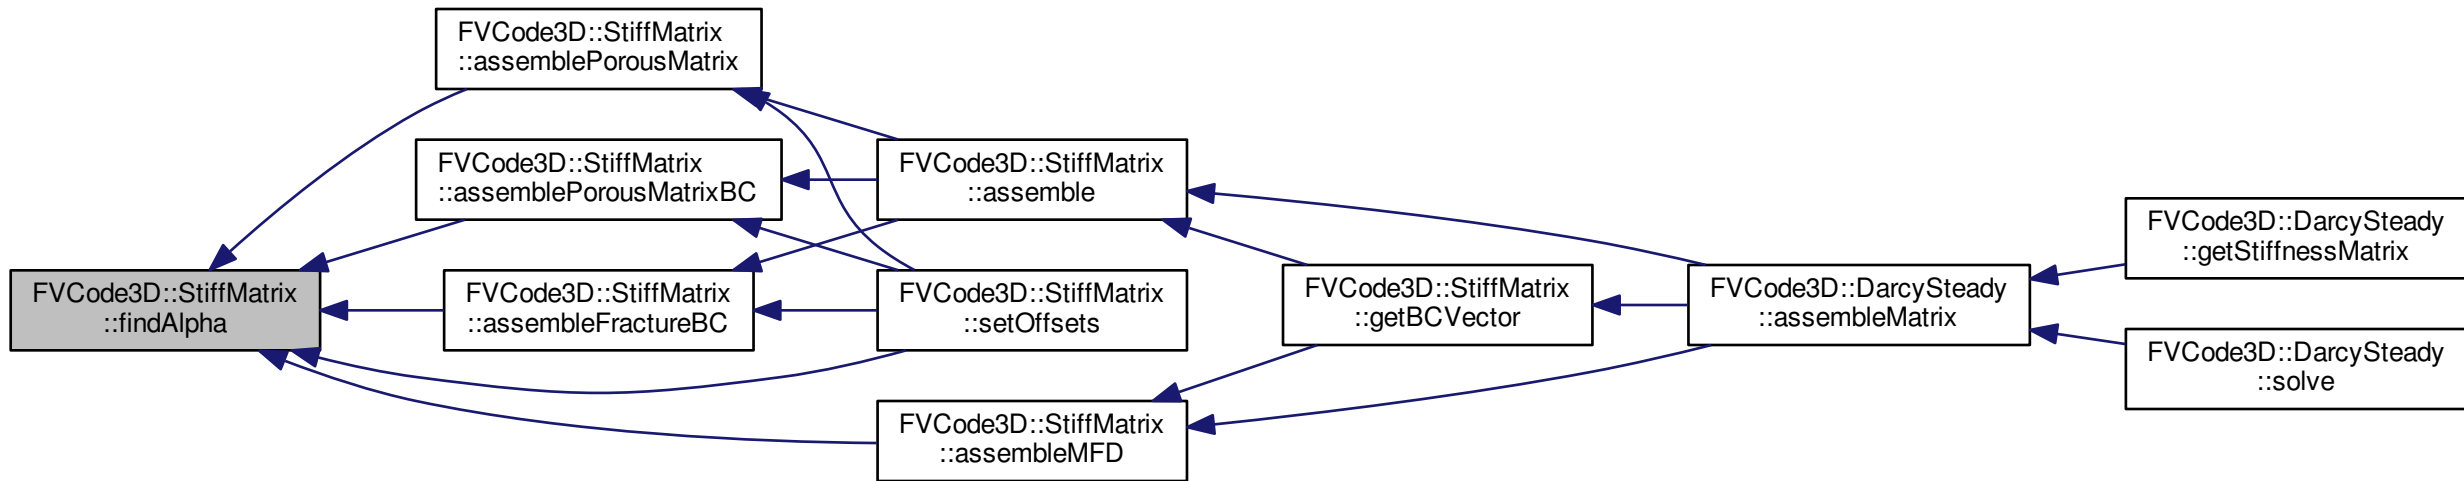 FVCode3D::StiffMatrix
::findAlpha
FVCode3D::StiffMatrix
::assemblePorousMatrix
FVCode3D::StiffMatrix
::assemblePorousMatrixBC
FVCode3D::StiffMatrix
::assembleFractureBC
FVCode3D::StiffMatrix
::assemble
FVCode3D::StiffMatrix
::setOffsets
FVCode3D::StiffMatrix
::assembleMFD
FVCode3D::StiffMatrix
::getBCVector
FVCode3D::DarcySteady
::assembleMatrix
FVCode3D::DarcySteady
::getStiffnessMatrix
FVCode3D::DarcySteady
::solve